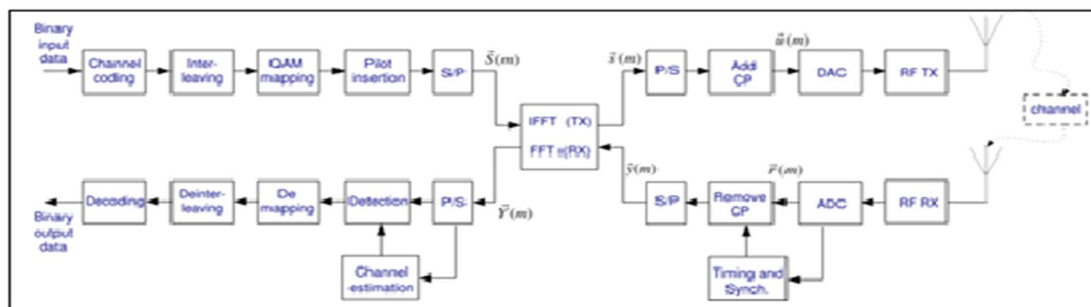 Binary
input
data
Channel
coding
Inter-
leaving
QAM
mapping
Pilot
insertion
S/P
S̄(m)
s̄(m)
P/S
Add
CP
ū(m)
DAC
RF TX
channel
IFFT (TX)
FFT (RX)
Decoding
Deinter-
leaving
De
mapping
Detection
P/S
Ȳ(m)
ȳ(m)
S/P
Remove
CP
r̄(m)
ADC
RF RX
Binary
output
data
Channel
estimation
Timing and
Synch.